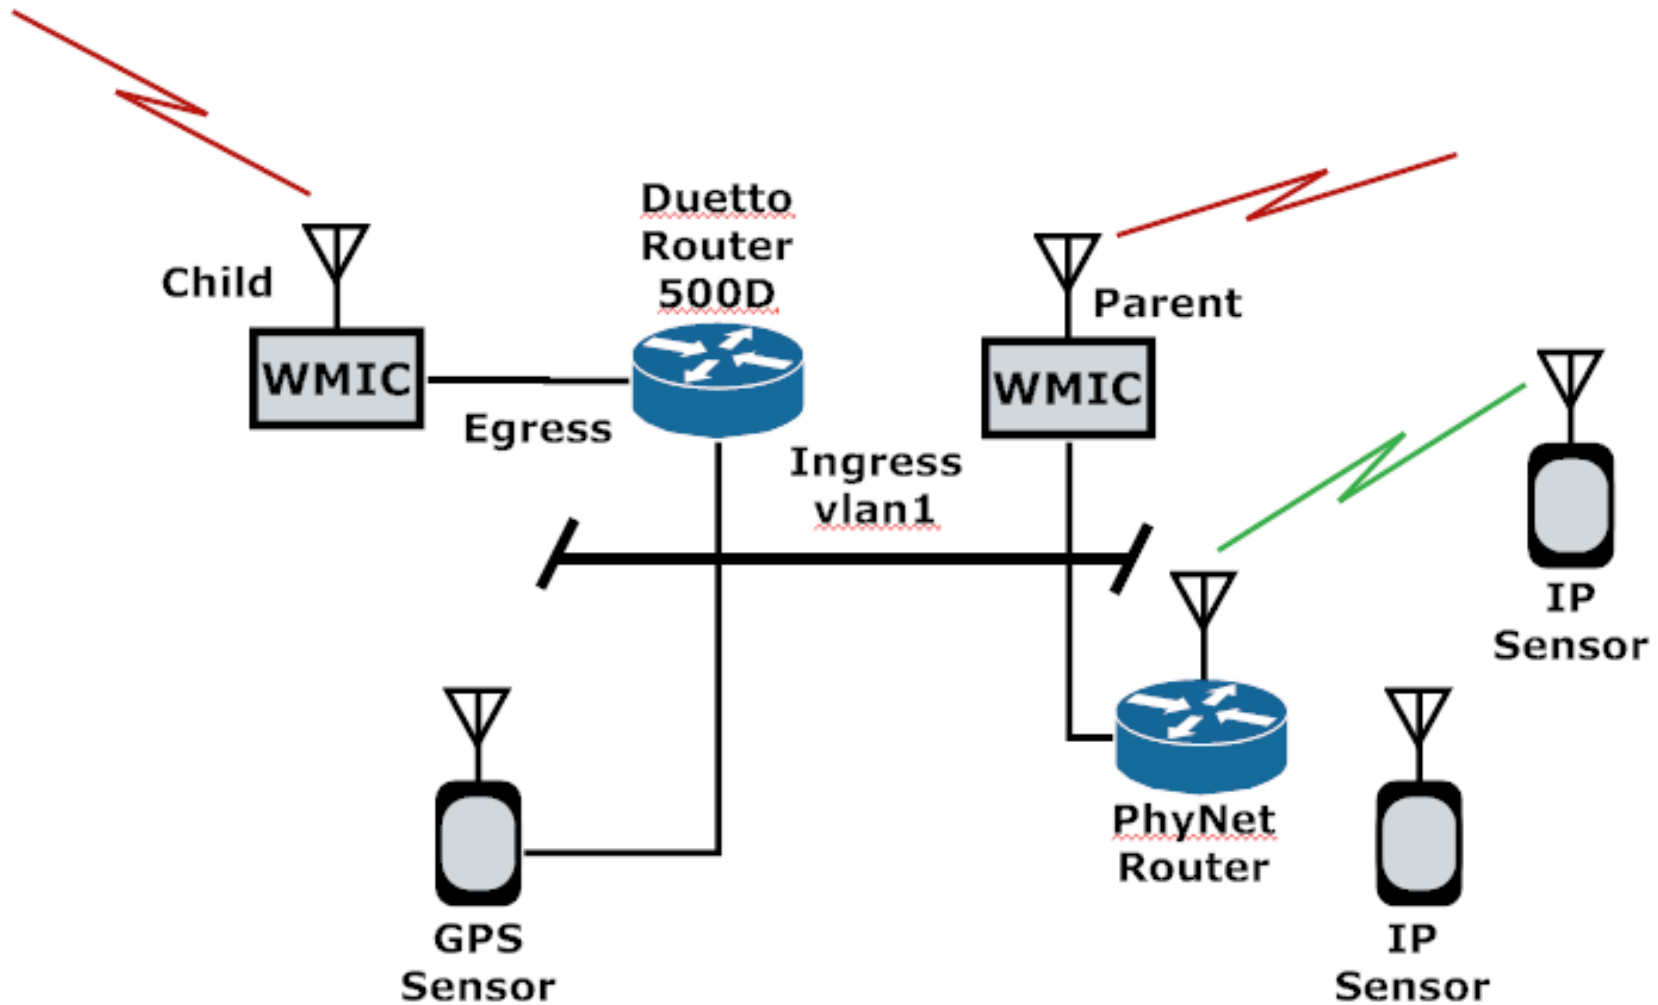 Duetto
Router
500D
Child
Parent
WMIC
WMIC
Egress
Ingress
vlan1
IP
Sensor
PhyNet
Router
GPS
Sensor
IP
Sensor